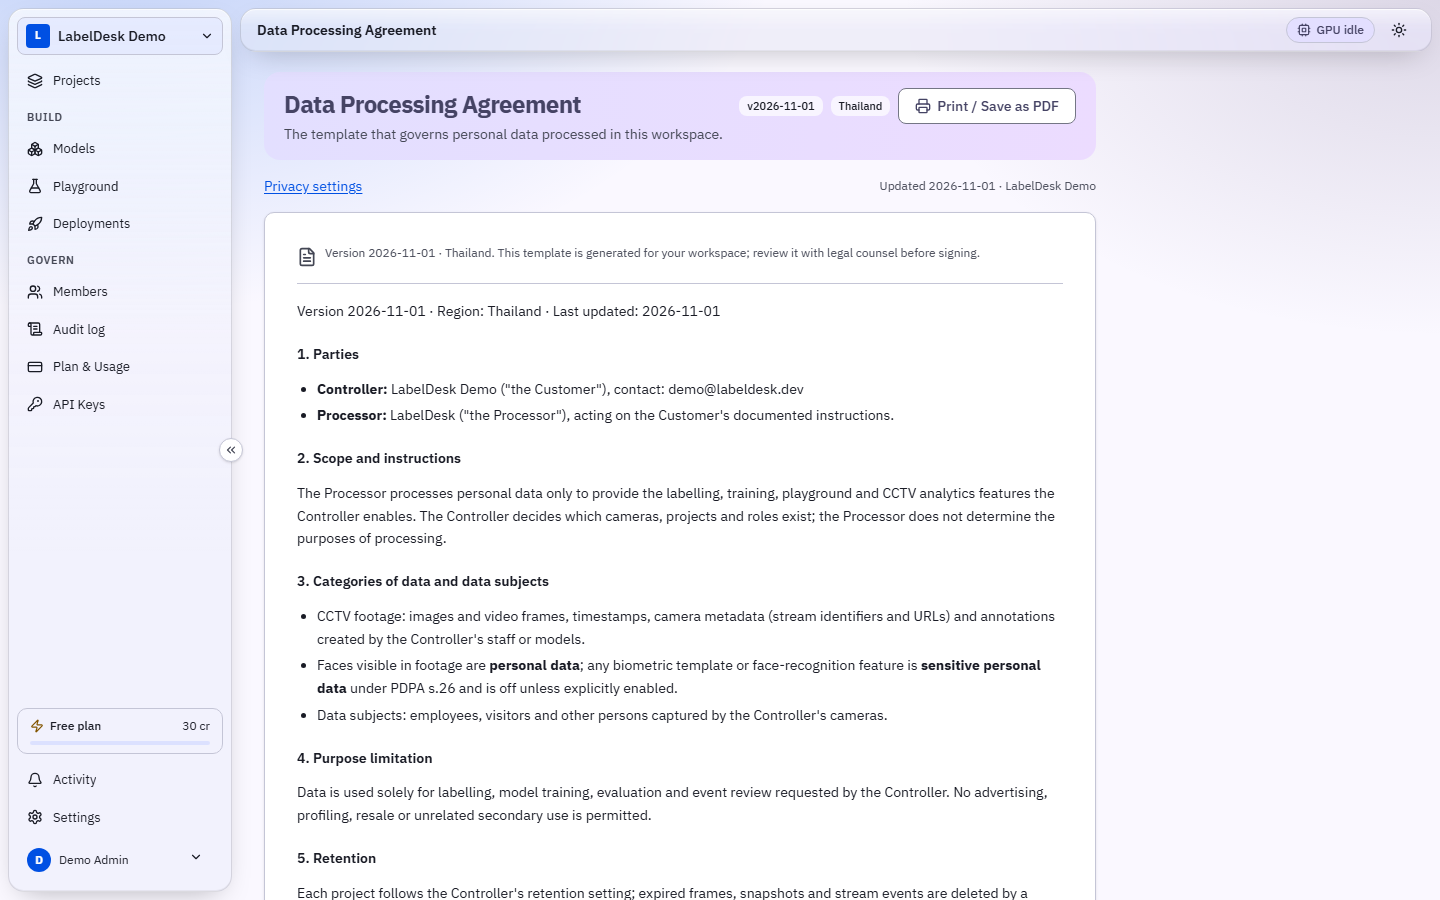 L LabelDesk Demo
Projects
BUILD
Models
Playground
Deployments
GOVERN
Members
Audit log
Plan & Usage
API Keys
Free plan 30 cr
Activity
Settings
D Demo Admin
Data Processing Agreement
GPU idle
Data Processing Agreement
v2026-11-01
Thailand
Print / Save as PDF
The template that governs personal data processed in this workspace.
Privacy settings
Updated 2026-11-01 · LabelDesk Demo
Version 2026-11-01 · Thailand. This template is generated for your workspace; review it with legal counsel before signing.
Version 2026-11-01 · Region: Thailand · Last updated: 2026-11-01
1. Parties
• Controller: LabelDesk Demo ("the Customer"), contact: demo@labeldesk.dev
• Processor: LabelDesk ("the Processor"), acting on the Customer's documented instructions.
2. Scope and instructions
The Processor processes personal data only to provide the labelling, training, playground and CCTV analytics features the
Controller enables. The Controller decides which cameras, projects and roles exist; the Processor does not determine the
purposes of processing.
3. Categories of data and data subjects
• CCTV footage: images and video frames, timestamps, camera metadata (stream identifiers and URLs) and annotations
created by the Controller's staff or models.
• Faces visible in footage are personal data; any biometric template or face-recognition feature is sensitive personal
data under PDPA s.26 and is off unless explicitly enabled.
• Data subjects: employees, visitors and other persons captured by the Controller's cameras.
4. Purpose limitation
Data is used solely for labelling, model training, evaluation and event review requested by the Controller. No advertising,
profiling, resale or unrelated secondary use is permitted.
5. Retention
Each project follows the Controller's retention setting; expired frames, snapshots and stream events are deleted by a